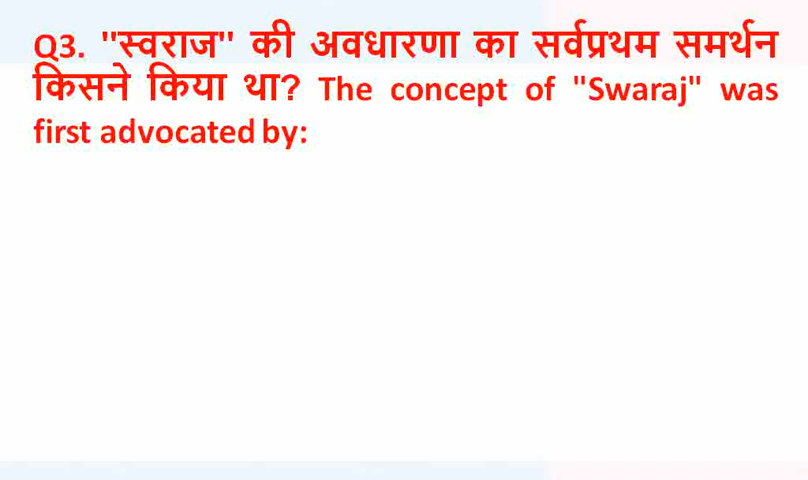 Q3. "स्वराज" की अवधारणा का सर्वप्रथम समर्थन
किसने किया था? The concept of "Swaraj" was
first advocated by: